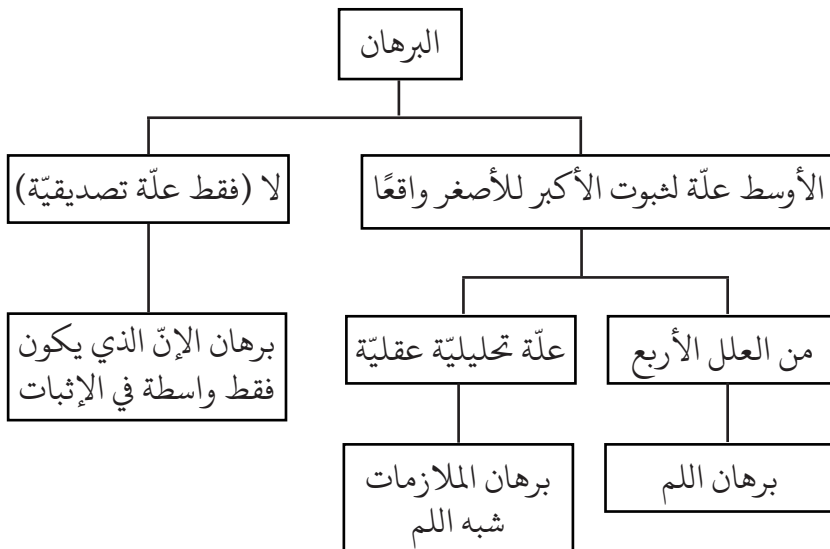 البرهان
الأوسط علّة لثبوت الأكبر للأصغر واقعًا
لا (فقط علّة تصديقيّة)
من العلل الأربع
علّة تحليليّة عقليّة
برهان الإنّ الذي يكون
فقط واسطة في الإثبات
برهان اللم
برهان الملازمات
شبه اللم